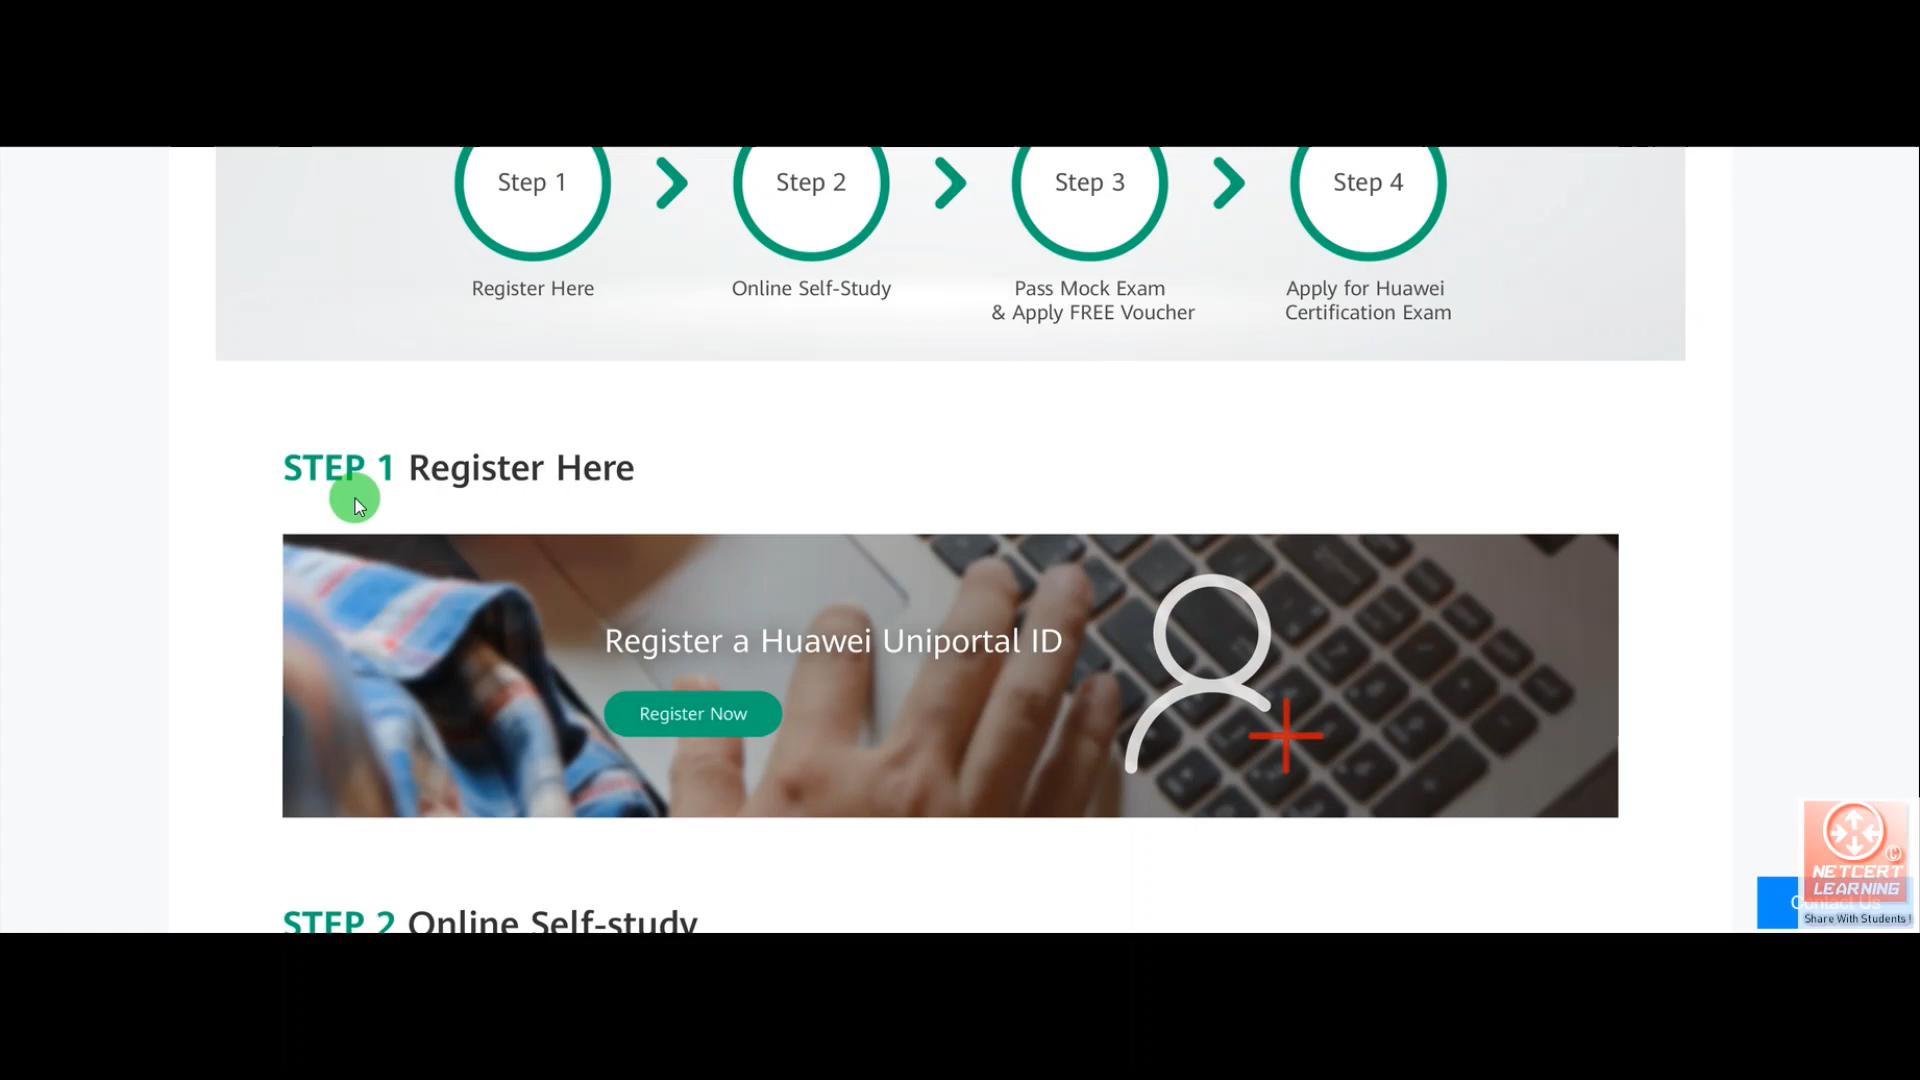 Step 1
Step 2
Step 3
Step 4
Register Here
Online Self-Study
Pass Mock Exam
& Apply FREE Voucher
Apply for Huawei
Certification Exam
STEP 1 Register Here
Register a Huawei Uniportal ID
Register Now
STEP 2 Online Self-study
Contact Us
©
NETCERT
LEARNING
Share With Students !